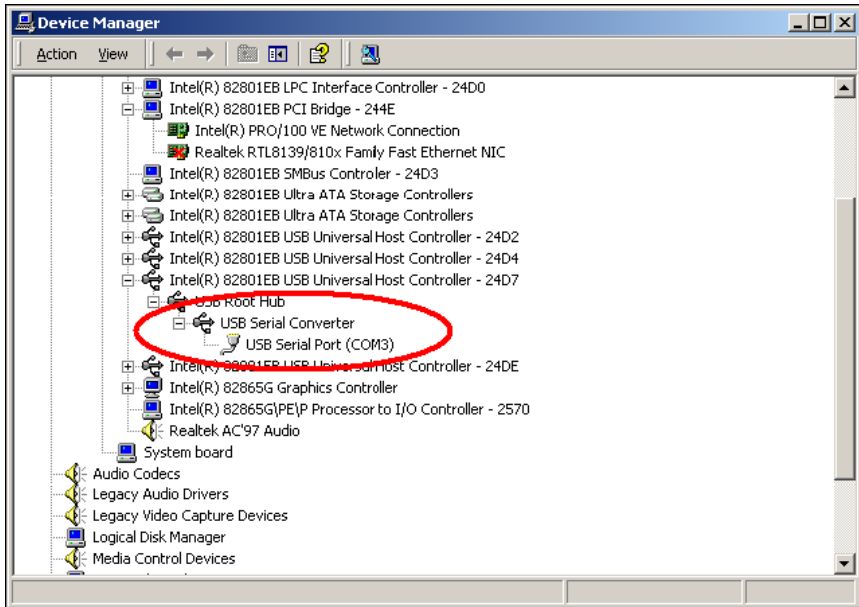 Device Manager
Action View
Intel(R) 82801EB LPC Interface Controller - 24D0
Intel(R) 82801EB PCI Bridge - 244E
Intel(R) PRO/100 VE Network Connection
Realtek RTL8139/810x Family Fast Ethernet NIC
Intel(R) 82801EB SMBus Controler - 24D3
Intel(R) 82801EB Ultra ATA Storage Controllers
Intel(R) 82801EB Ultra ATA Storage Controllers
Intel(R) 82801EB USB Universal Host Controller - 24D2
Intel(R) 82801EB USB Universal Host Controller - 24D4
Intel(R) 82801EB USB Universal Host Controller - 24D7
USB Root Hub
USB Serial Converter
USB Serial Port (COM3)
Intel(R) 82801EB USB Universal Host Controller - 24DE
Intel(R) 82865G Graphics Controller
Intel(R) 82865G\PE\P Processor to I/O Controller - 2570
Realtek AC'97 Audio
System board
Audio Codecs
Legacy Audio Drivers
Legacy Video Capture Devices
Logical Disk Manager
Media Control Devices